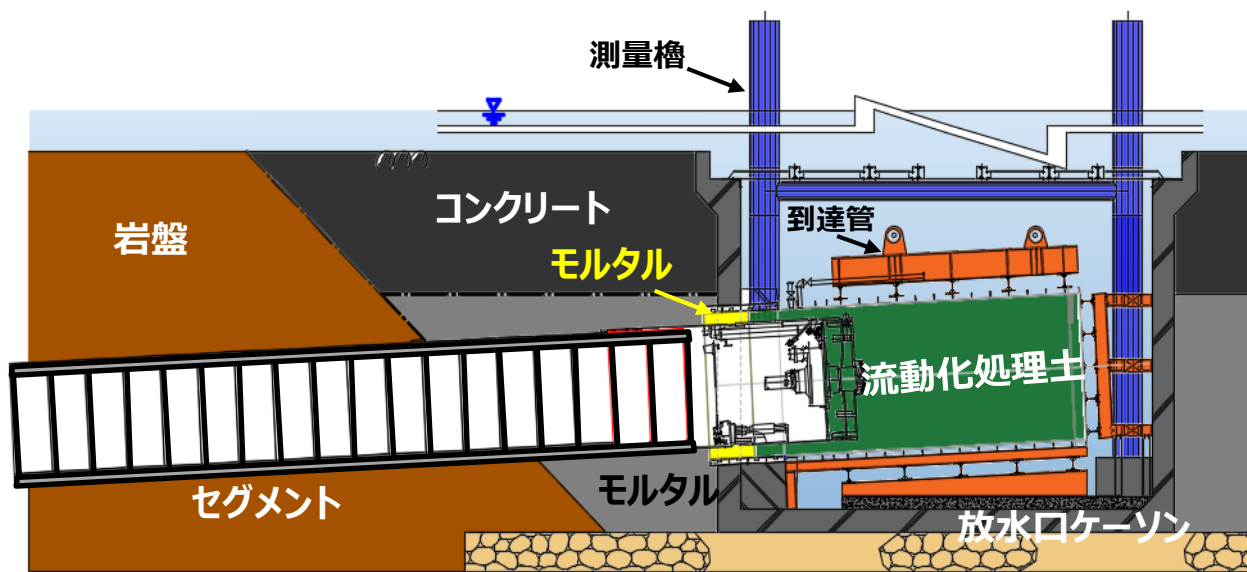 測量櫓
コンクリート
到達管
岩盤
モルタル
流動化処理土
セグメント
モルタル
放水口ケーソン